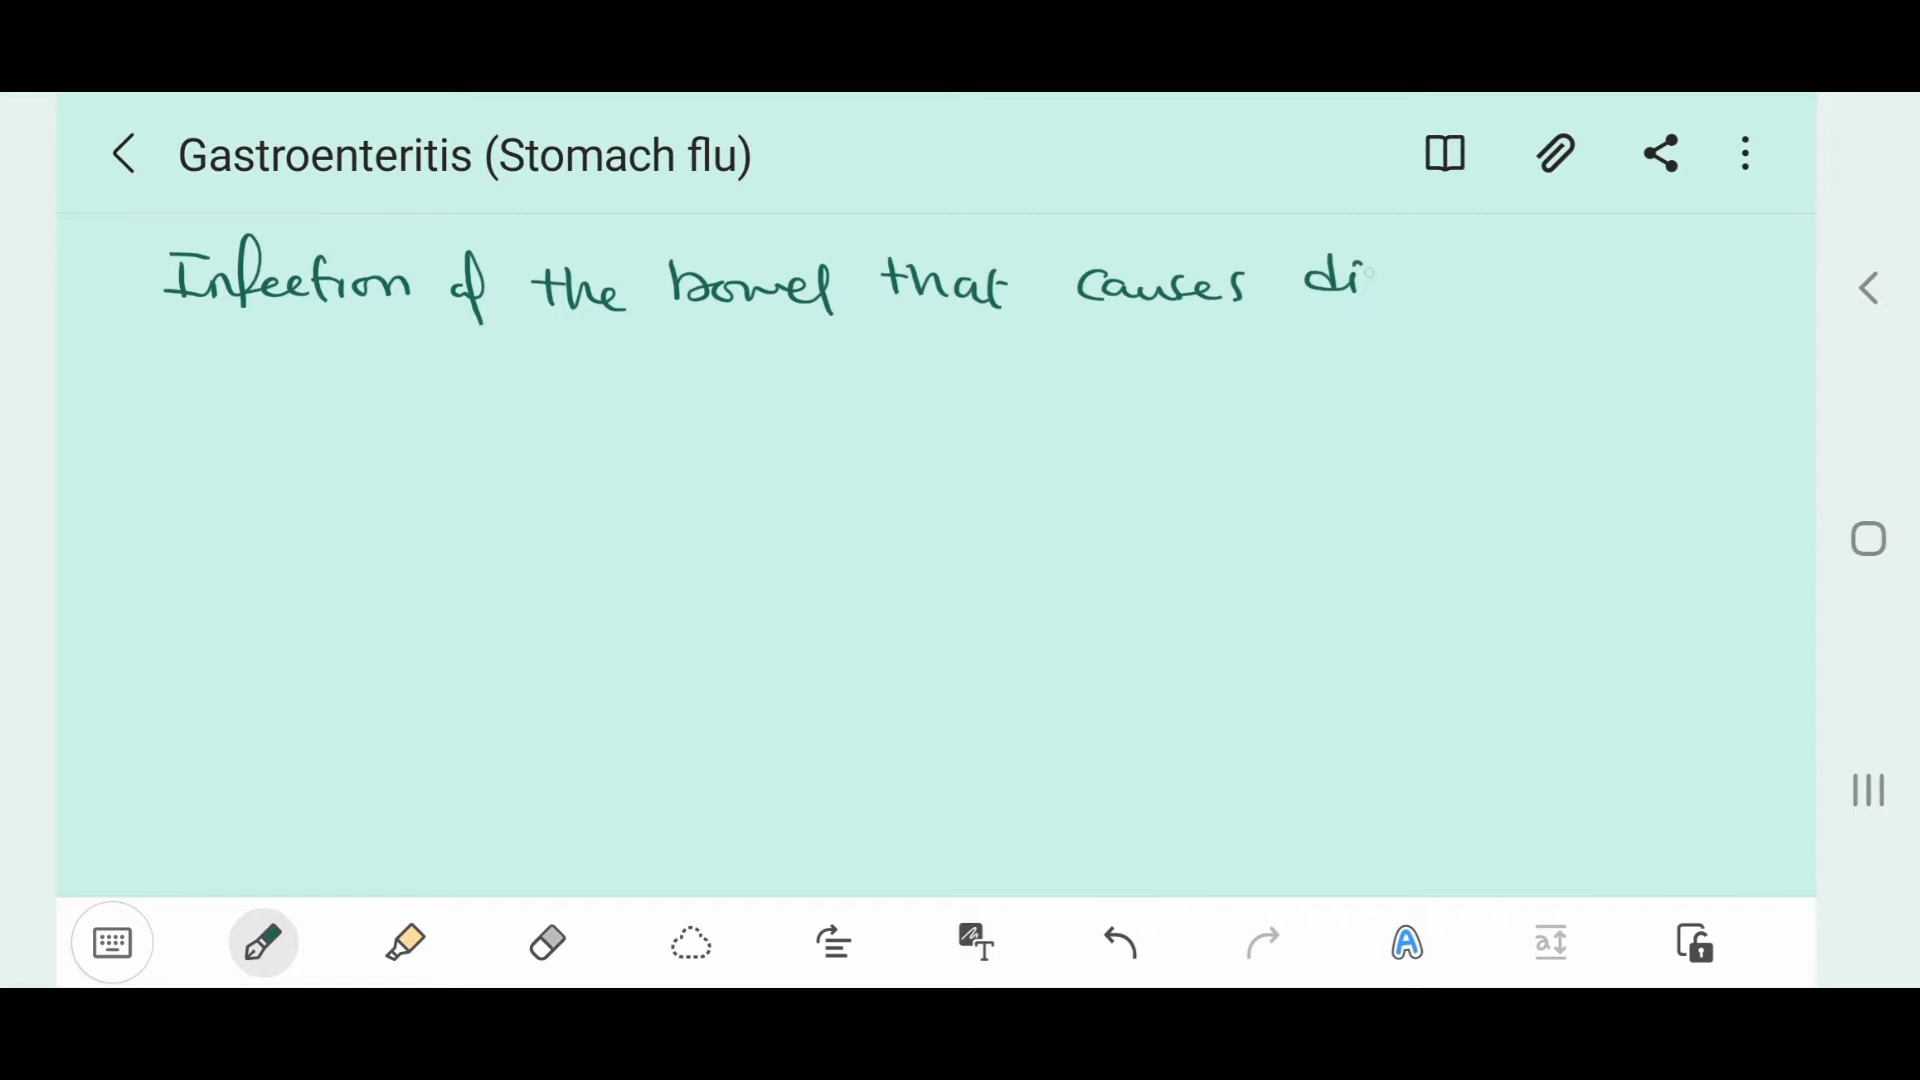 Gastroenteritis (Stomach flu)
Infection of the bowel that causes di